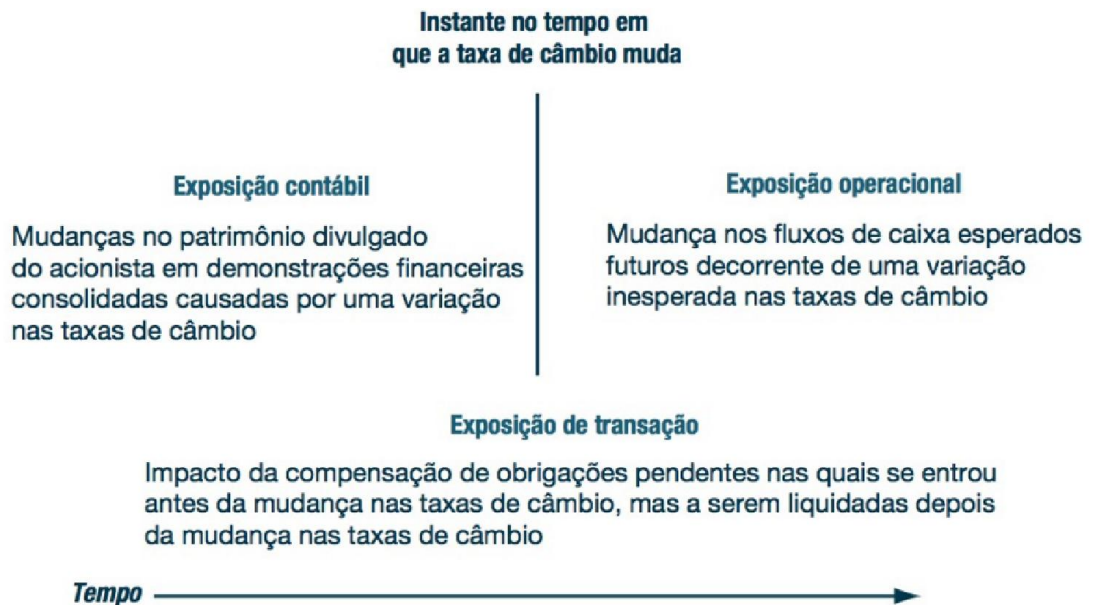 Instante no tempo em
que a taxa de câmbio muda
Exposição contábil
Mudanças no patrimônio divulgado
do acionista em demonstrações financeiras
consolidadas causadas por uma variação
nas taxas de câmbio
Exposição operacional
Mudança nos fluxos de caixa esperados
futuros decorrente de uma variação
inesperada nas taxas de câmbio
Exposição de transação
Impacto da compensação de obrigações pendentes nas quais se entrou
antes da mudança nas taxas de câmbio, mas a serem liquidadas depois
da mudança nas taxas de câmbio
Tempo